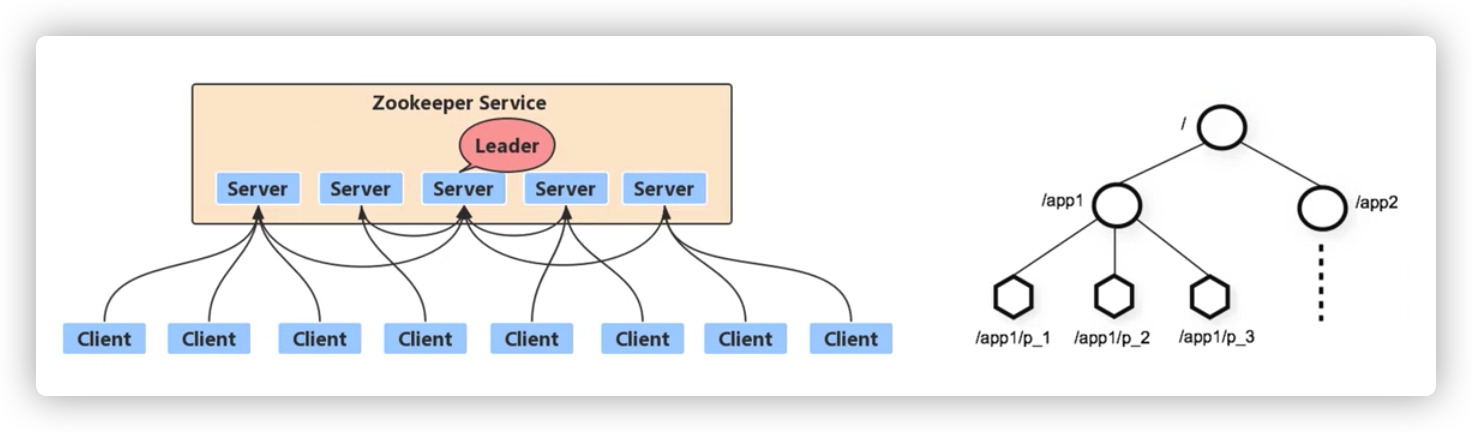 Zookeeper Service
Leader
Server Server Server Server Server
Client Client Client Client Client Client Client Client
/
/app1 /app2
/app1/p_1 /app1/p_2 /app1/p_3